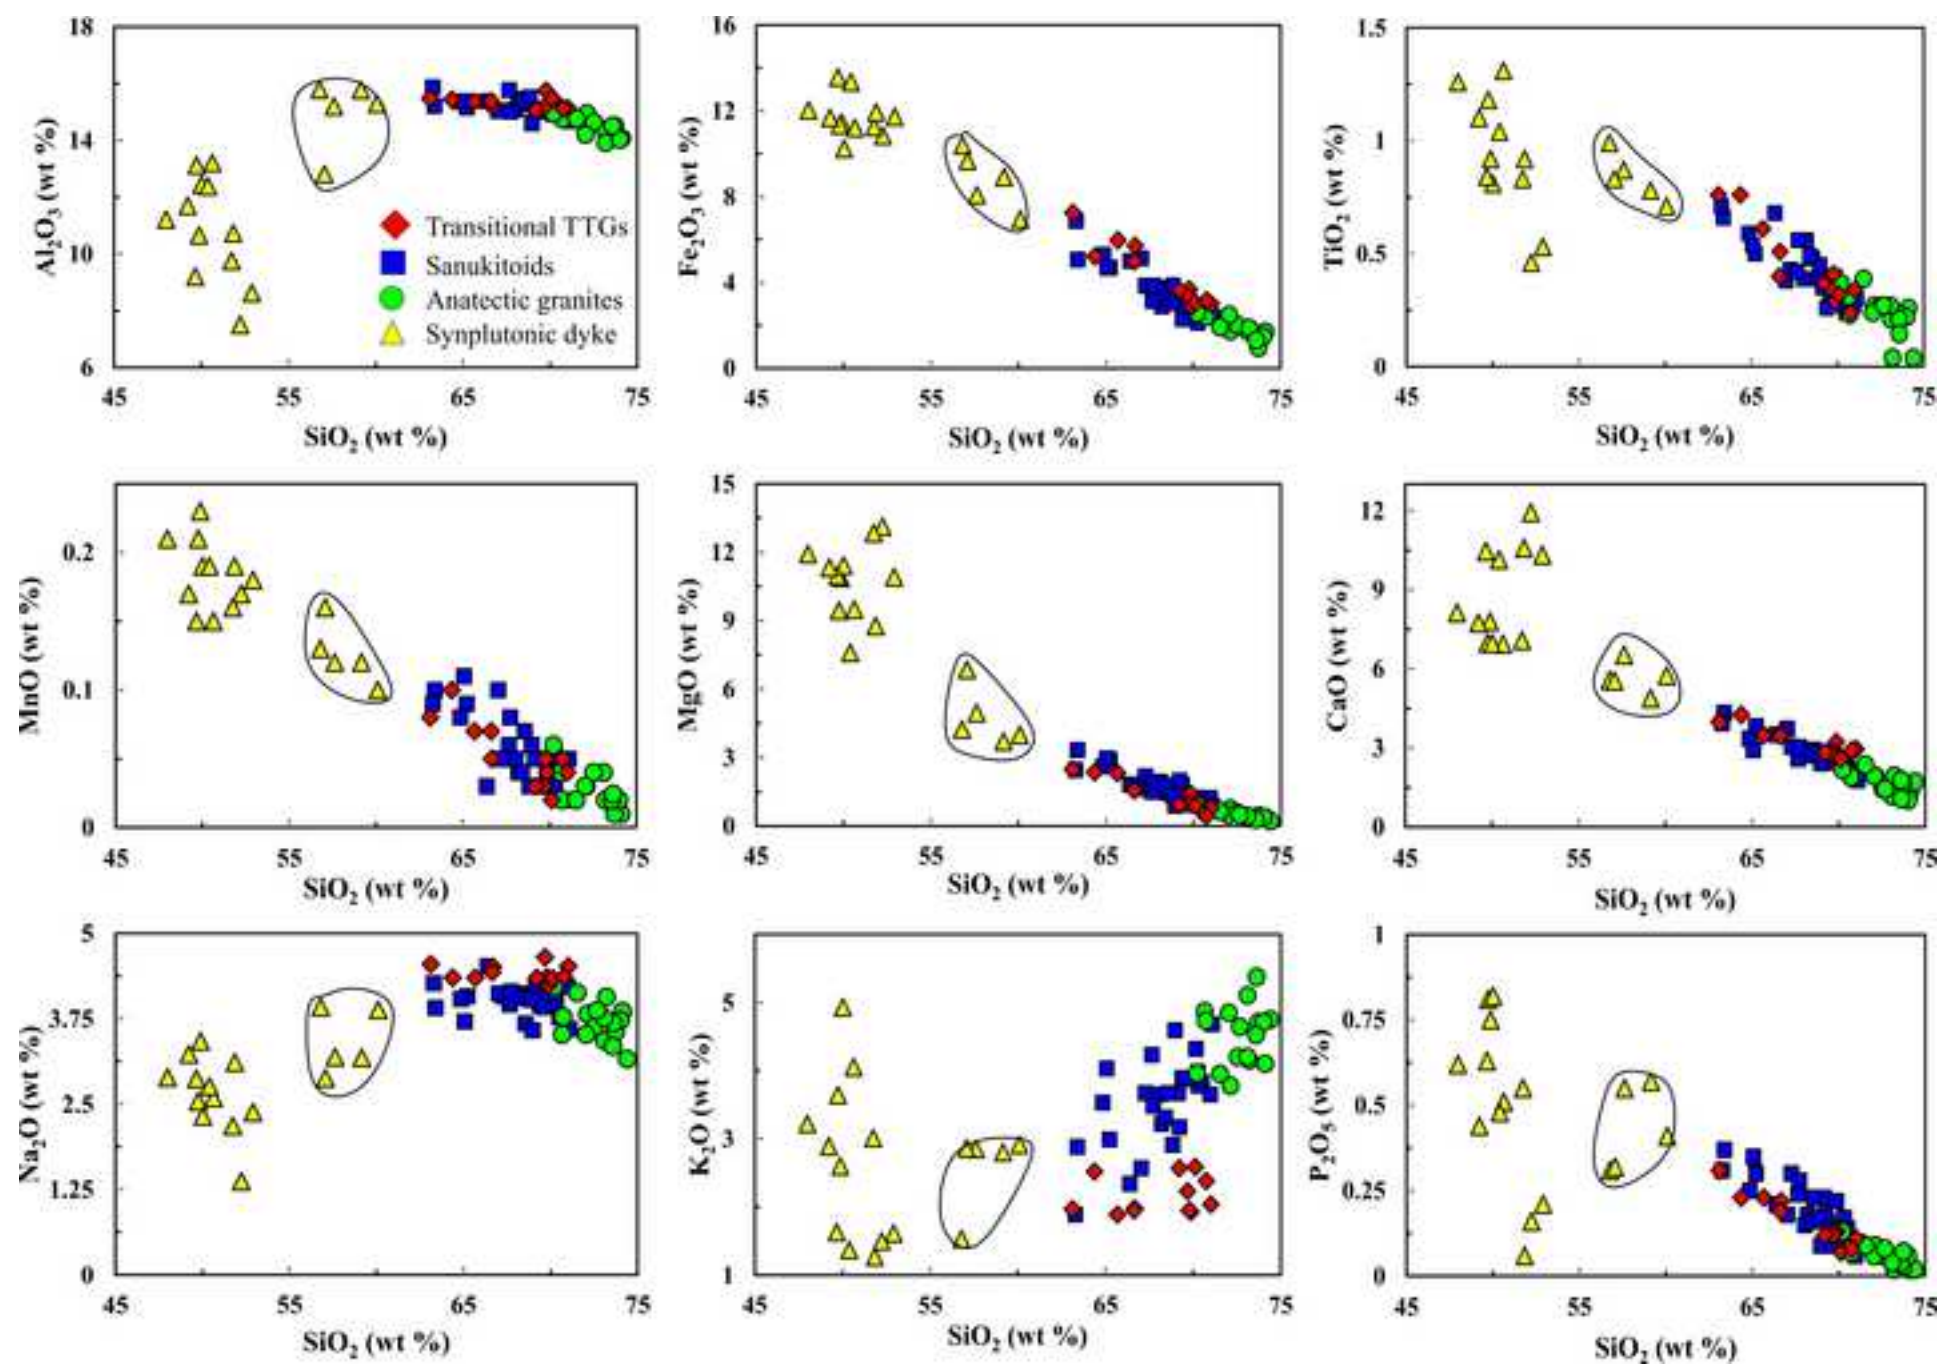 18
14
10
6
Al₂O₃ (wt %)
45 55 65 75
SiO₂ (wt %)
Transitional TTGs
Sanukitoids
Anatectic granites
Synplutonic dyke
16
12
8
4
0
Fe₂O₃ (wt %)
45 55 65 75
SiO₂ (wt %)
1.5
1
0.5
0
TiO₂ (wt %)
45 55 65 75
SiO₂ (wt %)
0.2
0.1
0
MnO (wt %)
45 55 65 75
SiO₂ (wt %)
15
12
9
6
3
0
MgO (wt %)
45 55 65 75
SiO₂ (wt %)
12
9
6
3
0
CaO (wt %)
45 55 65 75
SiO₂ (wt %)
5
3.75
2.5
1.25
0
Na₂O (wt %)
45 55 65 75
SiO₂ (wt %)
5
3
1
K₂O (wt %)
45 55 65 75
SiO₂ (wt %)
1
0.75
0.5
0.25
0
P₂O₅ (wt %)
45 55 65 75
SiO₂ (wt %)